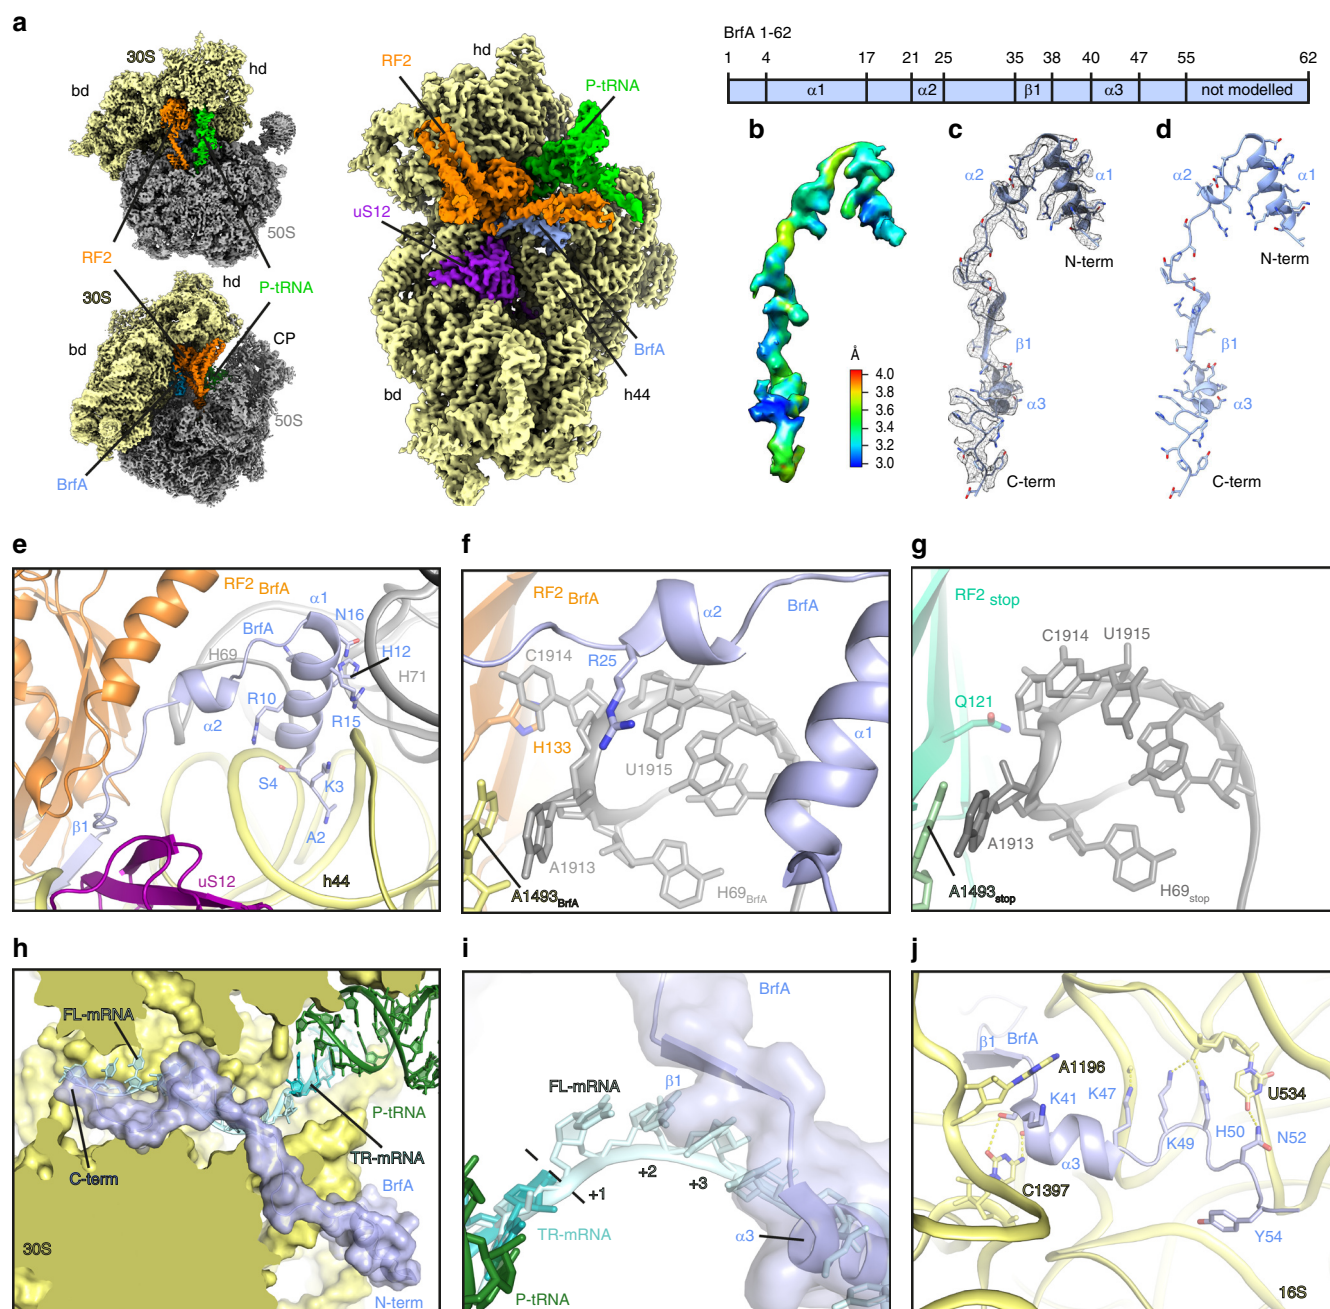 a
30S
hd
bd
50S
RF2
P-tRNA
30S
hd
bd
CP
50S
BrfA
hd
RF2
P-tRNA
uS12
BrfA
bd
h44
BrfA 1-62
1 4 17 21 25 35 38 43 47 55 62
α1 α2 β1 α3 not modelled
b
Å
4.0
3.8
3.6
3.4
3.2
3.0
c
α2
α1
N-term
β1
α3
C-term
d
α2
α1
N-term
β1
α3
C-term
e
RF2 BrfA
α1
N16
BrfA
H69
H12
H71
R10
R15
α2
S4
K3
A2
β1
uS12
h44
f
RF2 BrfA
α2
BrfA
C1914
R25
H133
U1915
α1
A1913
H69BrfA
A1493BrfA
g
RF2 stop
C1914
U1915
Q121
A1913
H69stop
A1493stop
h
FL-mRNA
P-tRNA
TR-mRNA
C-term
BrfA
30S
N-term
i
BrfA
FL-mRNA
β1
+1
+2
+3
TR-mRNA
α3
P-tRNA
j
β1
BrfA
A1196
K41
K47
U534
K49
H50
N52
α3
C1397
Y54
16S